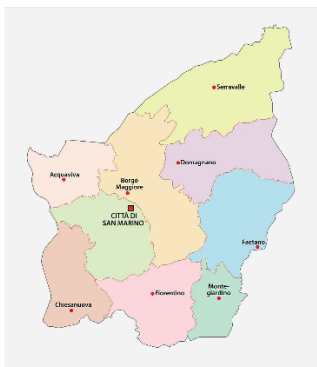 Serravalle
Domagnano
Acquaviva
Borgo
Maggiore
CITTÀ DI
SAN MARINO
Faetano
Monte-
giardino
Fiorentino
Chiesanuova